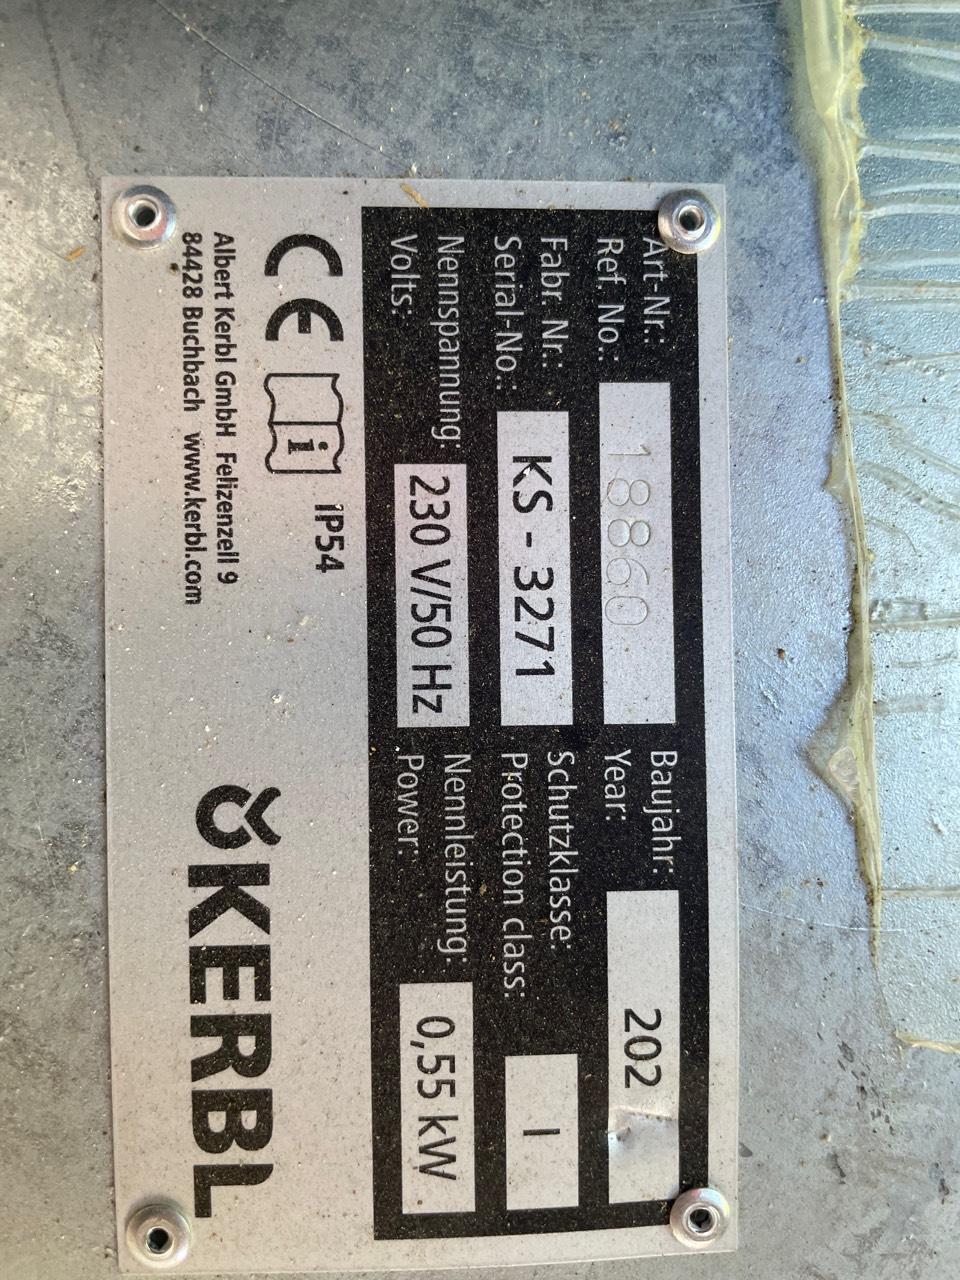 Art-Nr.:
Ref. No.: 18860
Baujahr:
Year: 202
Fabr. Nr.:
Serial-No.: KS - 3271
Schutzklasse:
Protection class: I
Nennspannung:
Volts: 230 V/50 Hz
Nennleistung:
Power: 0,55 kW
CE i IP54
Albert Kerbl GmbH Felizenzell 9
84428 Buchbach www.kerbl.com
KERBL